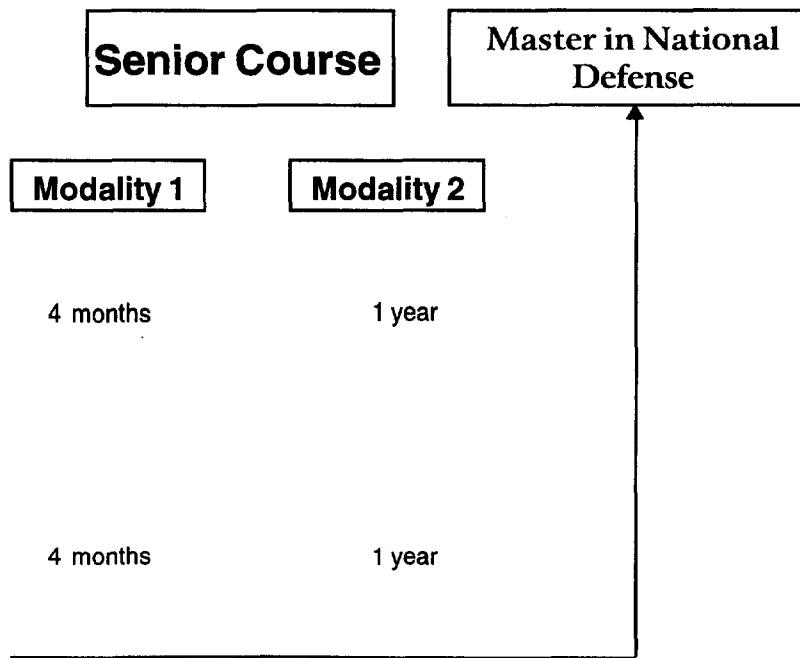 Senior Course
Master in National
Defense
Modality 1
Modality 2
4 months
1 year
4 months
1 year